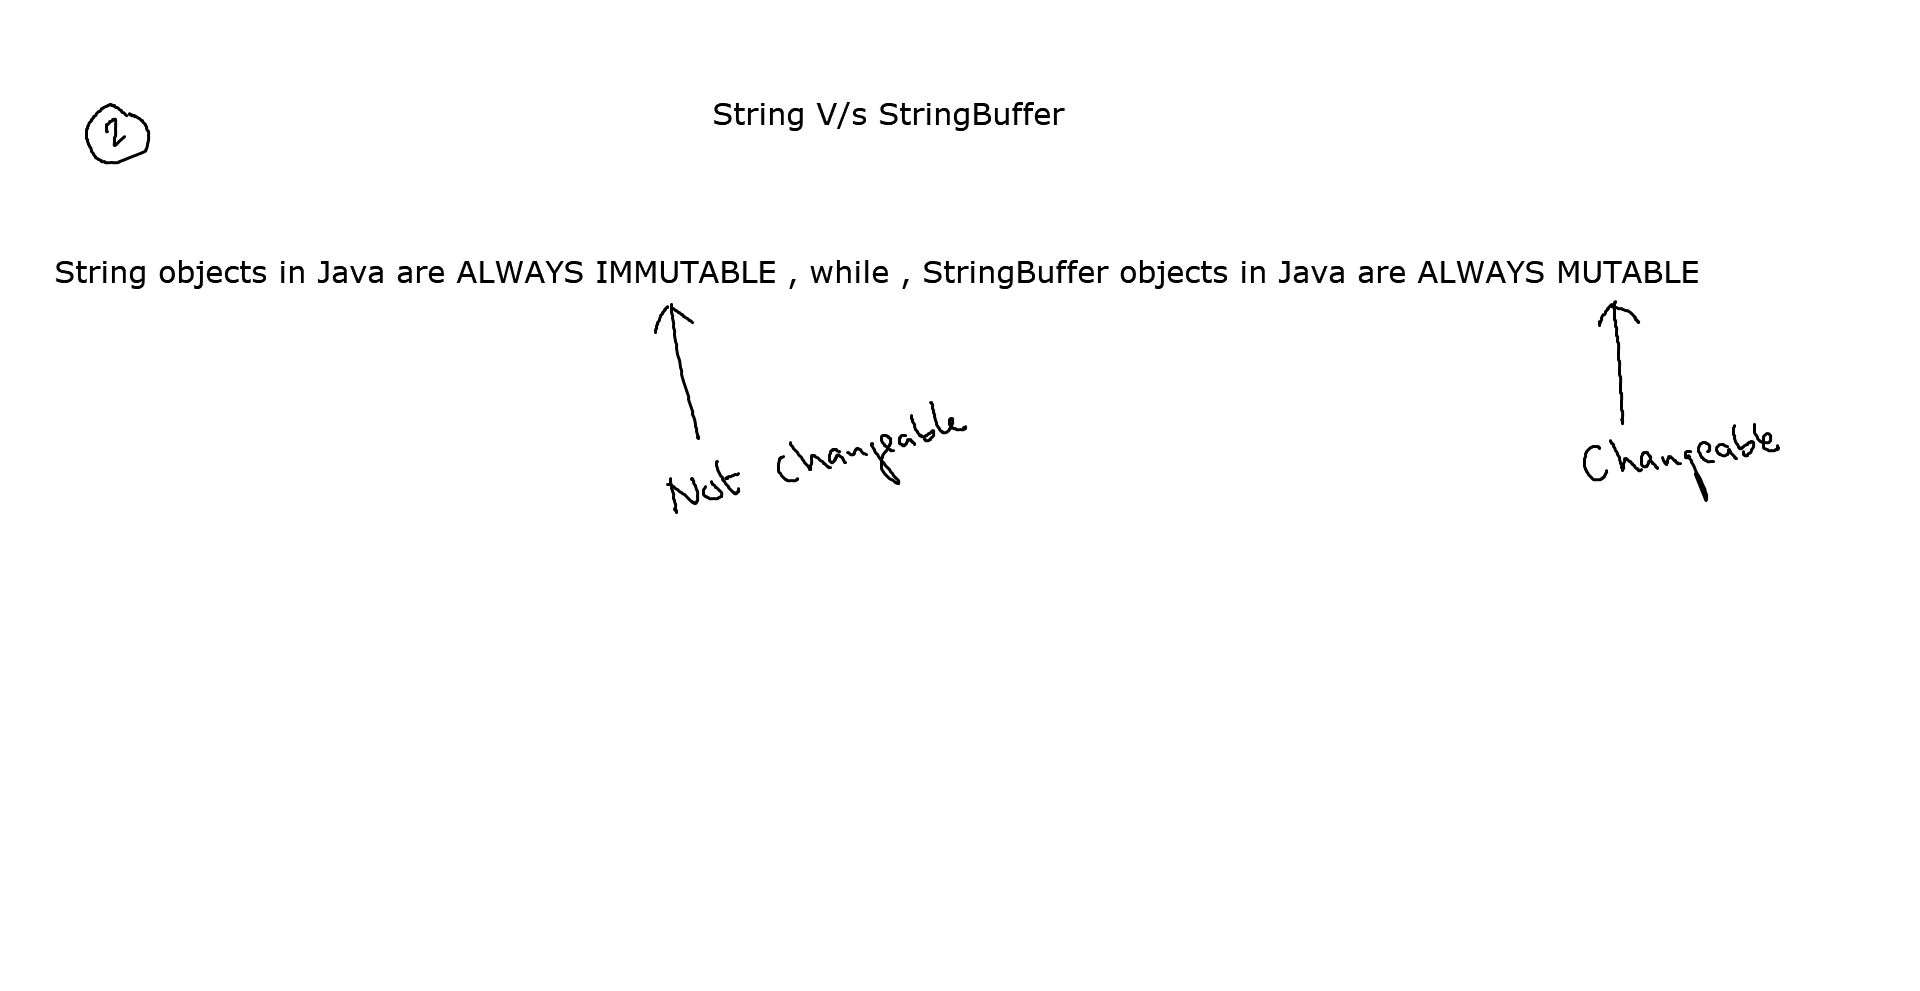 String V/s StringBuffer
2
String objects in Java are ALWAYS IMMUTABLE , while , StringBuffer objects in Java are ALWAYS MUTABLE
Not Changeable
Changeable